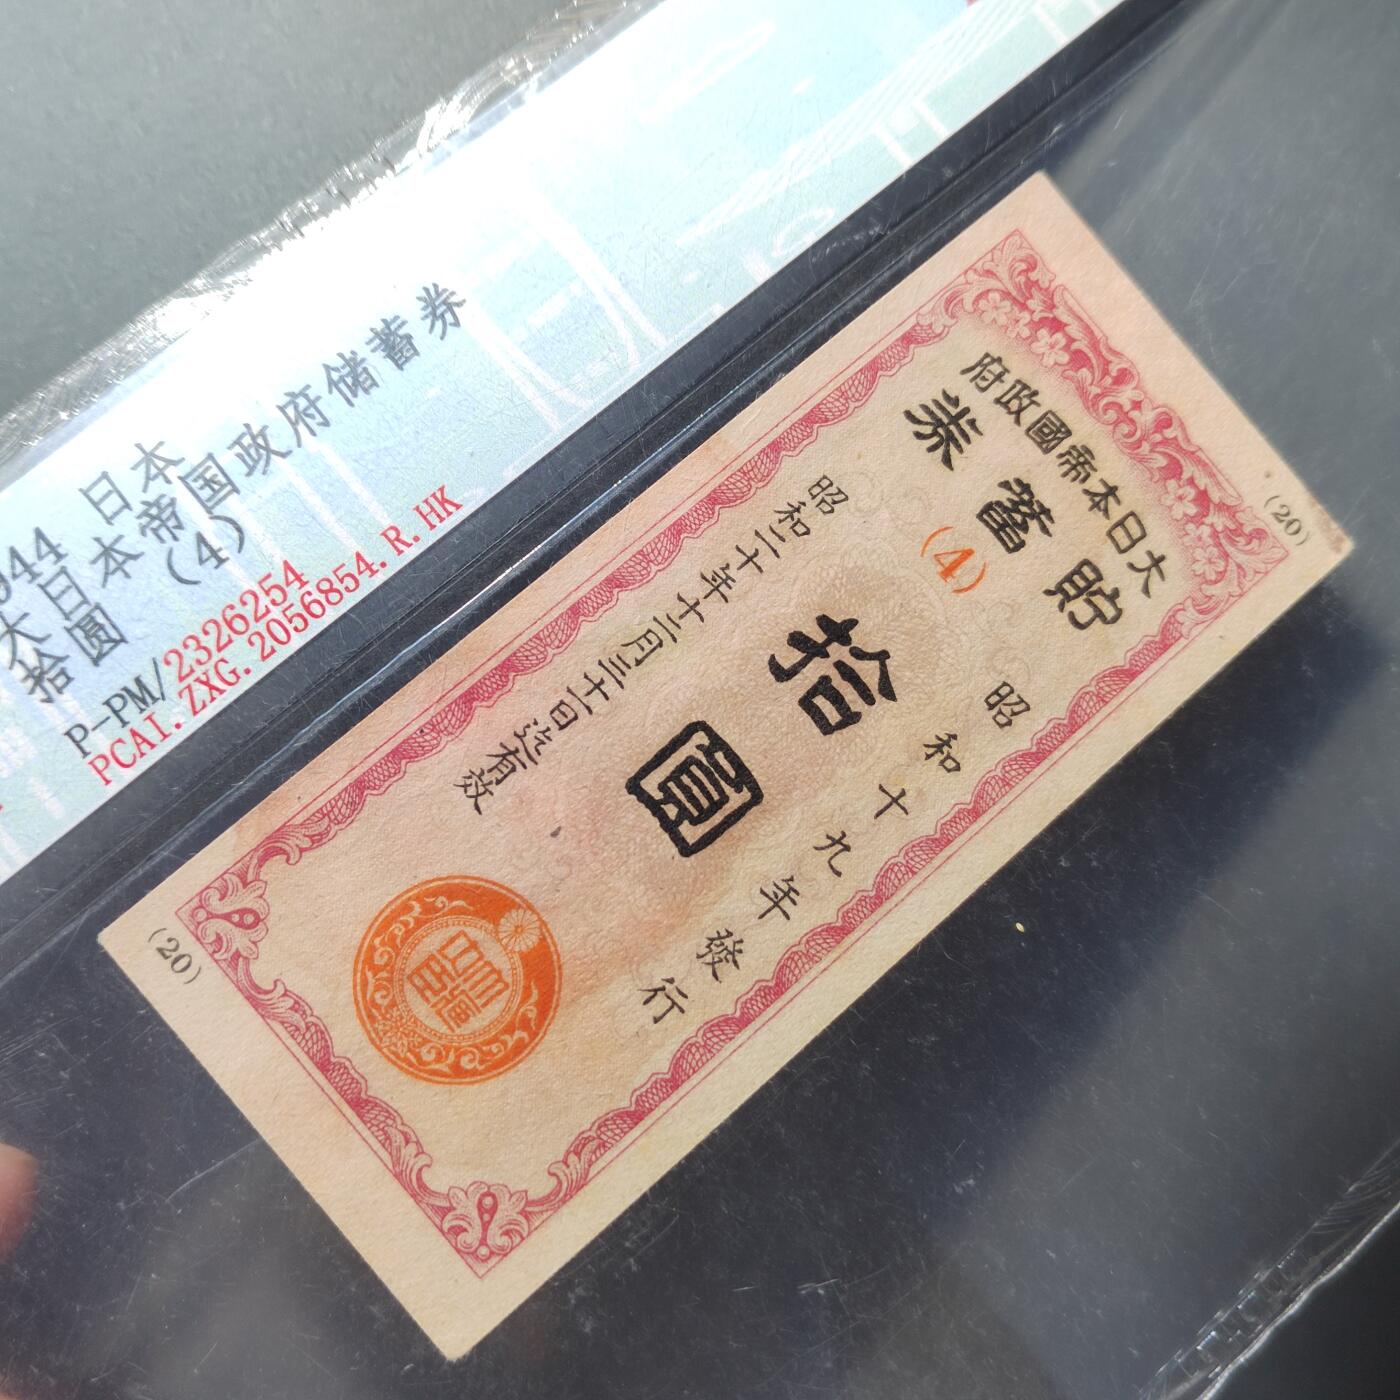 944 日本
大日本帝国政府储蓄券
拾圆 (4)
P-PM/2326254
PCAI.ZXG.2056854.R.HK
(20)
大日本帝國政府
貯蓄券
(4)
昭和十九年發行
拾圓
昭和二十年十二月三十一日迄有效
(20)